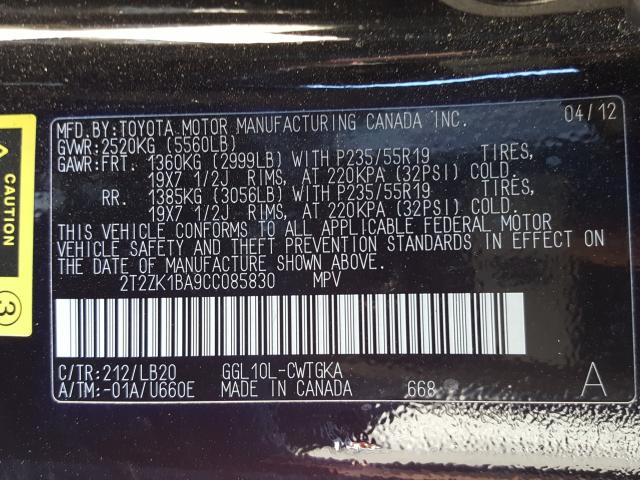 MFD.BY:TOYOTA MOTOR MANUFACTURING CANADA INC. 04/12
GVWR:2520KG (5560LB)
GAWR:FRT. 1360KG (2999LB) WITH P235/55R19 TIRES,
19X7 1/2J RIMS, AT 220KPA (32PSI) COLD.
RR. 1385KG (3056LB) WITH P235/55R19 TIRES,
19X7 1/2J RIMS, AT 220KPA (32PSI) COLD.
THIS VEHICLE CONFORMS TO ALL APPLICABLE FEDERAL MOTOR
VEHICLE SAFETY AND THEFT PREVENTION STANDARDS IN EFFECT ON
THE DATE OF MANUFACTURE SHOWN ABOVE.
2T2ZK1BA9CC085830 MPV
C/TR:212/LB20 GGL10L-CWTGKA
A/TM:-01A/U660E MADE IN CANADA 668 A
CAUTION
3